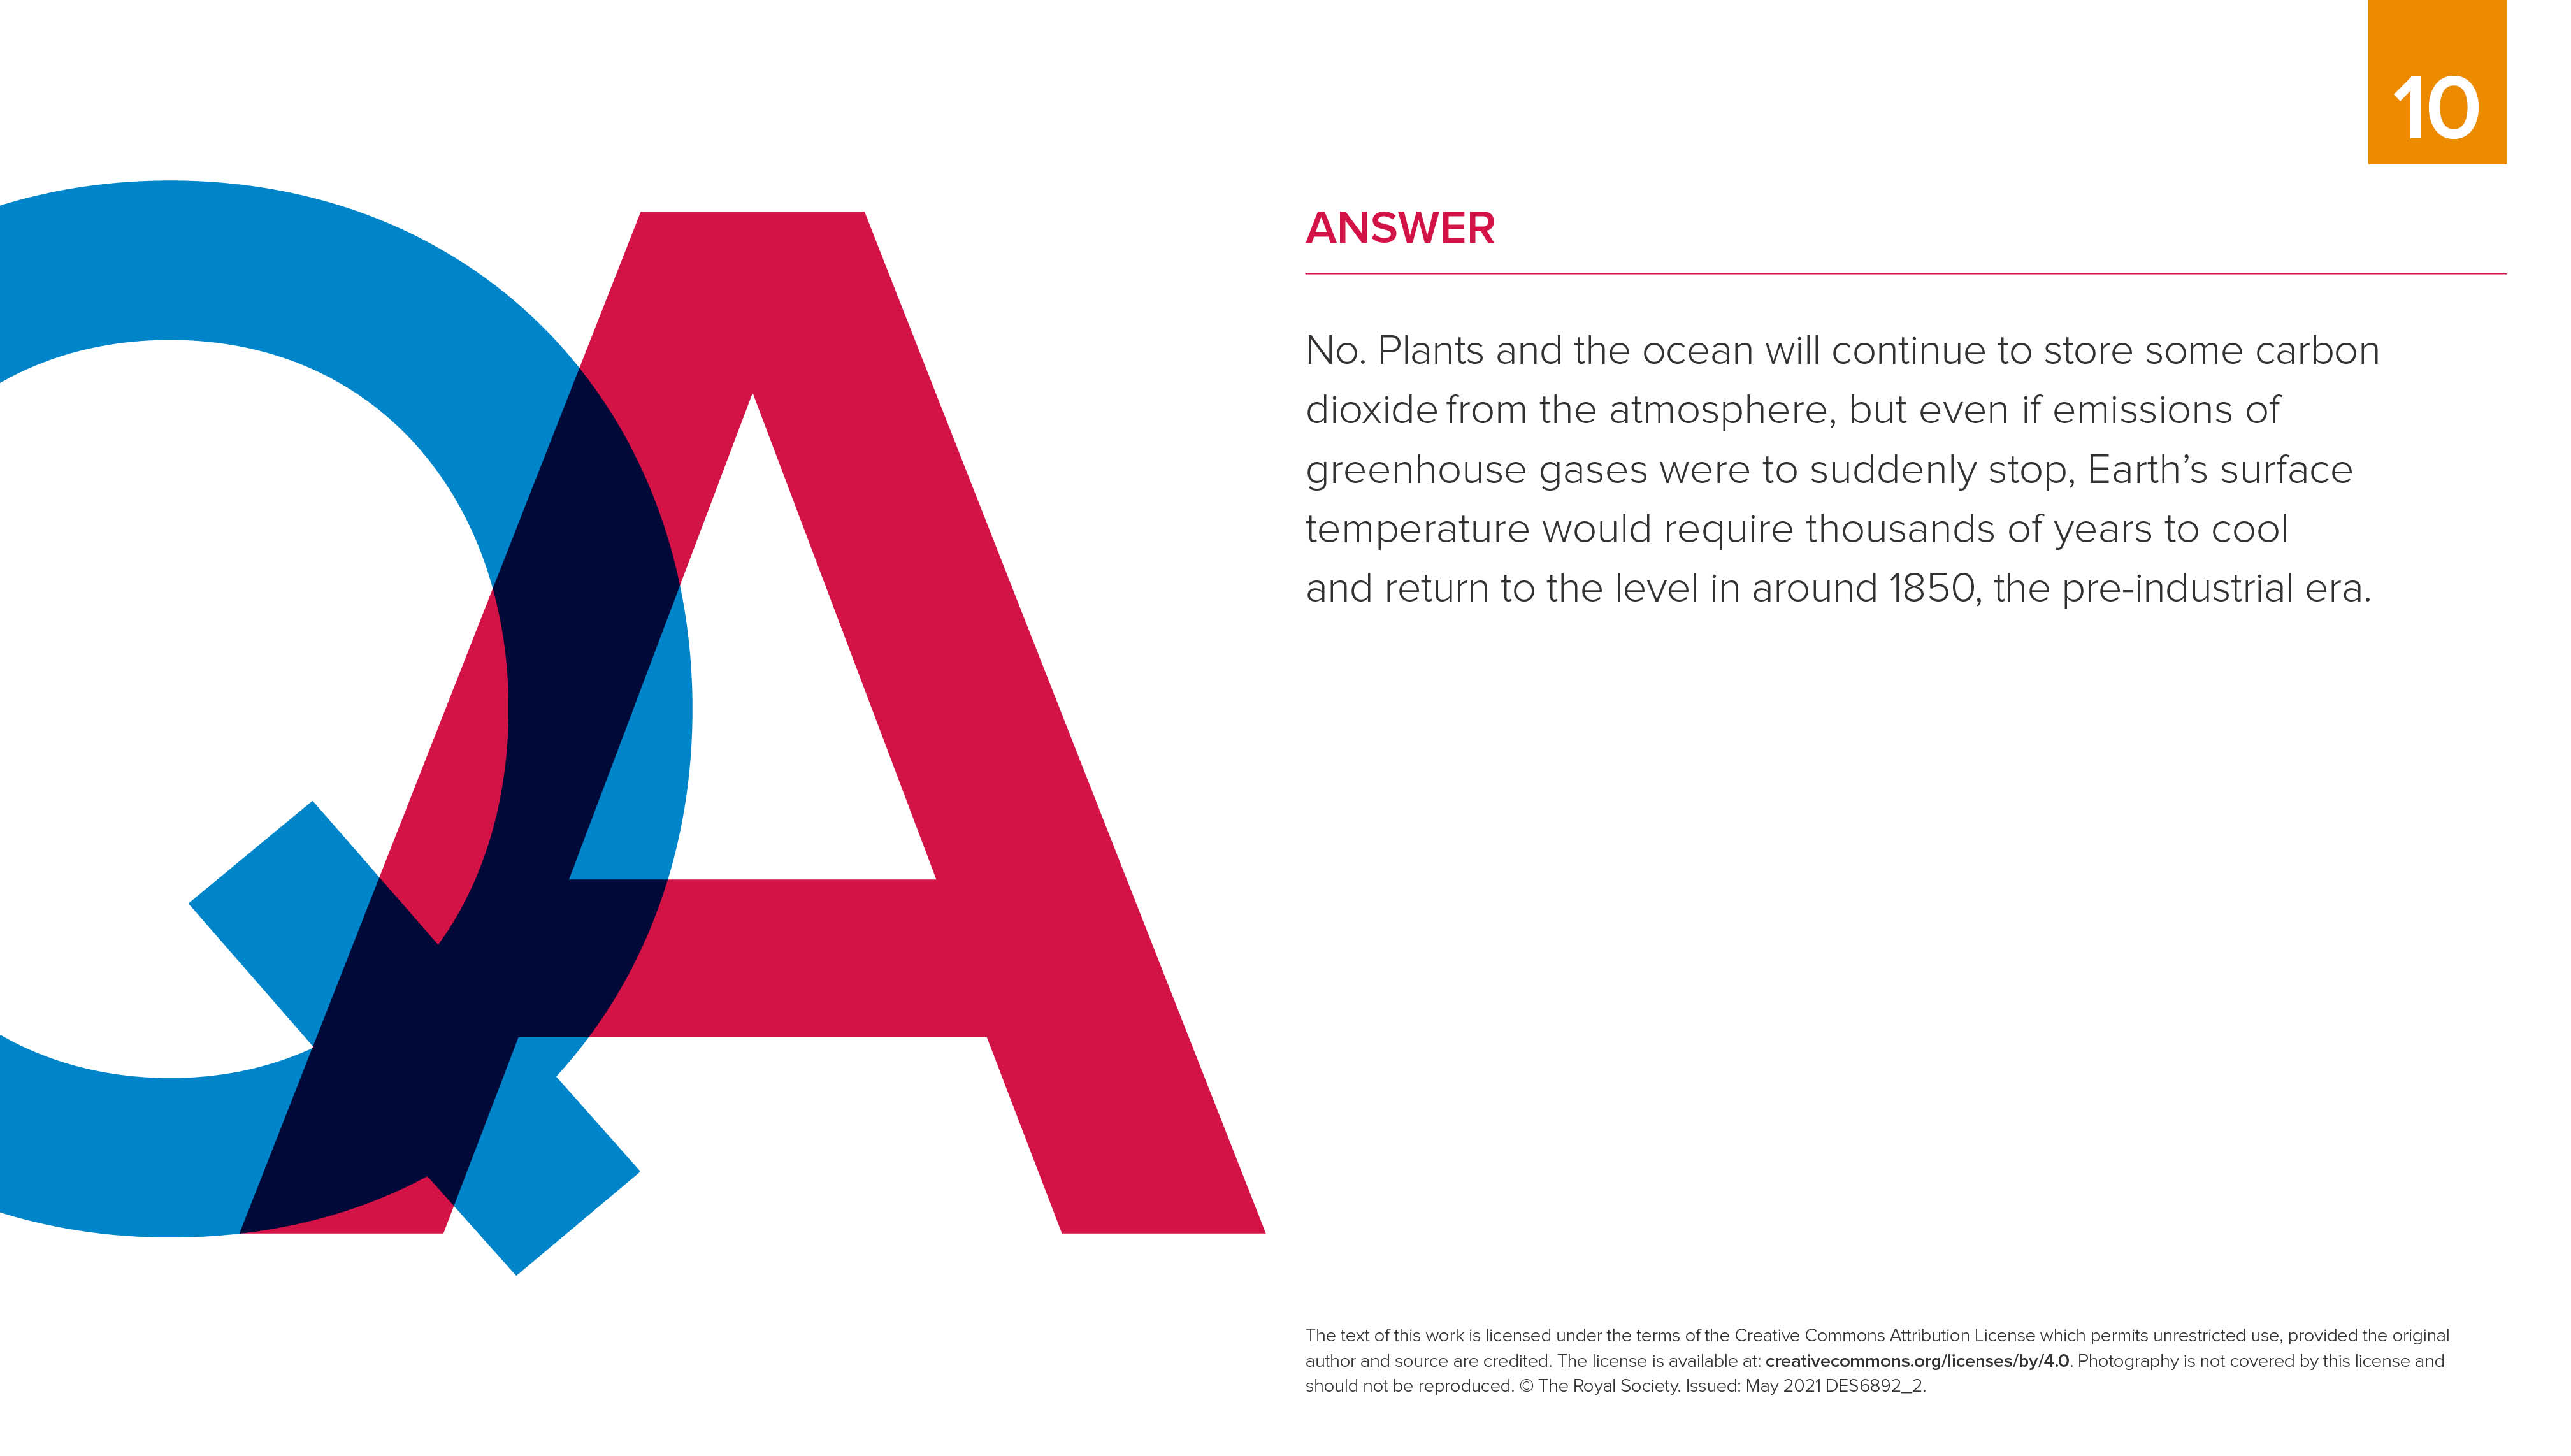 10
QA
ANSWER
No. Plants and the ocean will continue to store some carbon
dioxide from the atmosphere, but even if emissions of
greenhouse gases were to suddenly stop, Earth’s surface
temperature would require thousands of years to cool
and return to the level in around 1850, the pre-industrial era.
The text of this work is licensed under the terms of the Creative Commons Attribution License which permits unrestricted use, provided the original
author and source are credited. The license is available at: creativecommons.org/licenses/by/4.0. Photography is not covered by this license and
should not be reproduced. © The Royal Society. Issued: May 2021 DES6892_2.